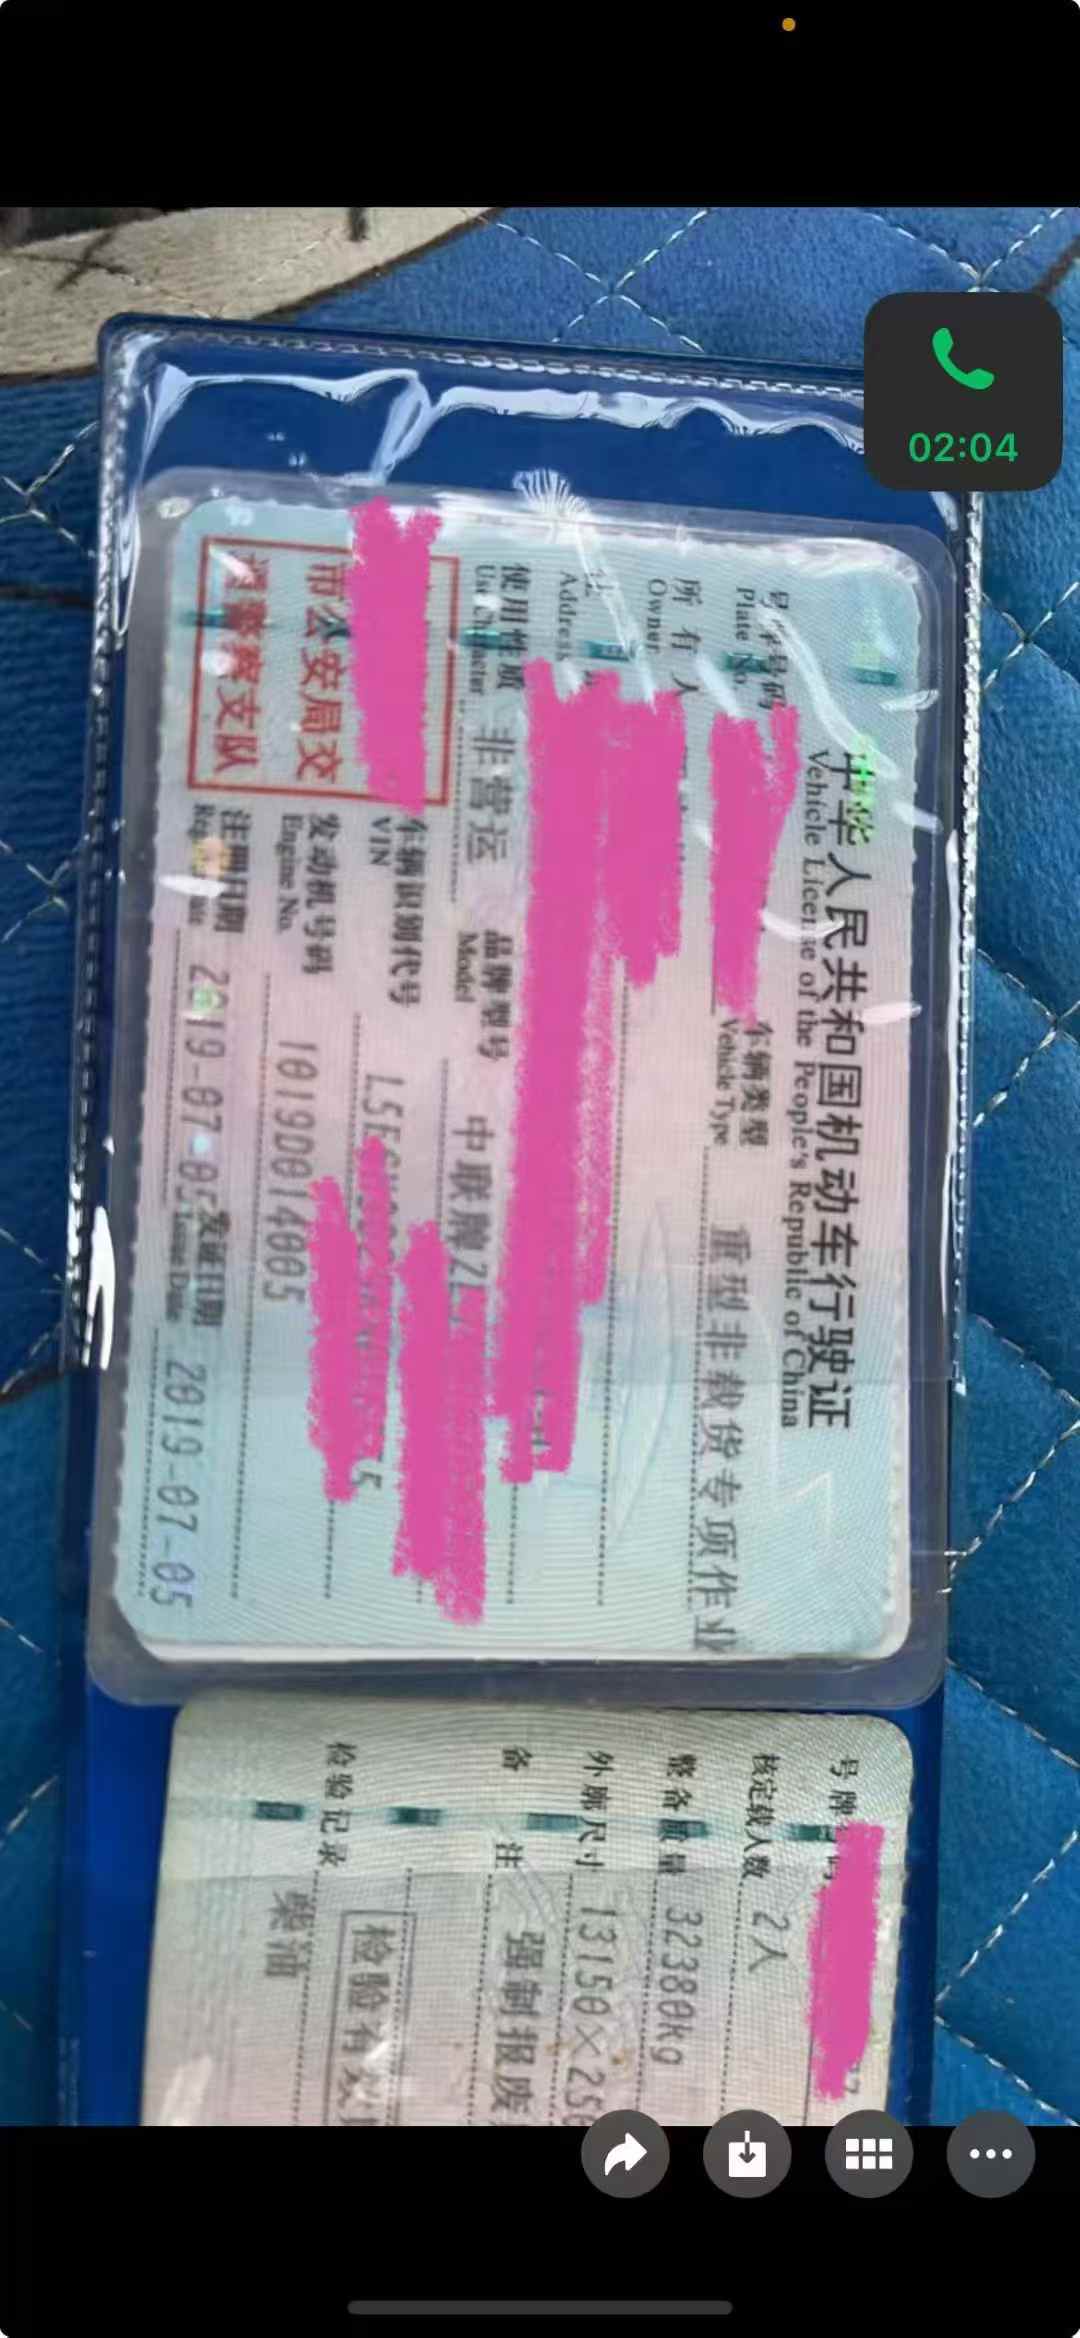 02:04
中华人民共和国机动车行驶证
Vehicle License of the People's Republic of China
号牌号码
Plate No.
车辆类型
Vehicle Type
重型非载货专项作业
所有人
Owner
住
Address
使用性质
Use Character
非营运
品牌型号
Model
中联牌ZL
车辆识别代号
VIN
L5E
发动机号码
Engine No.
1019D014005
注册日期
2019-07-05
发证日期
Issue Date
2019-07-05
市公安局交
警察支队
号牌号码
核定载人数
2人
整备质量
32380kg
外廓尺寸
13150×25
备注
强制报废
检验记录
检验有效
柴油